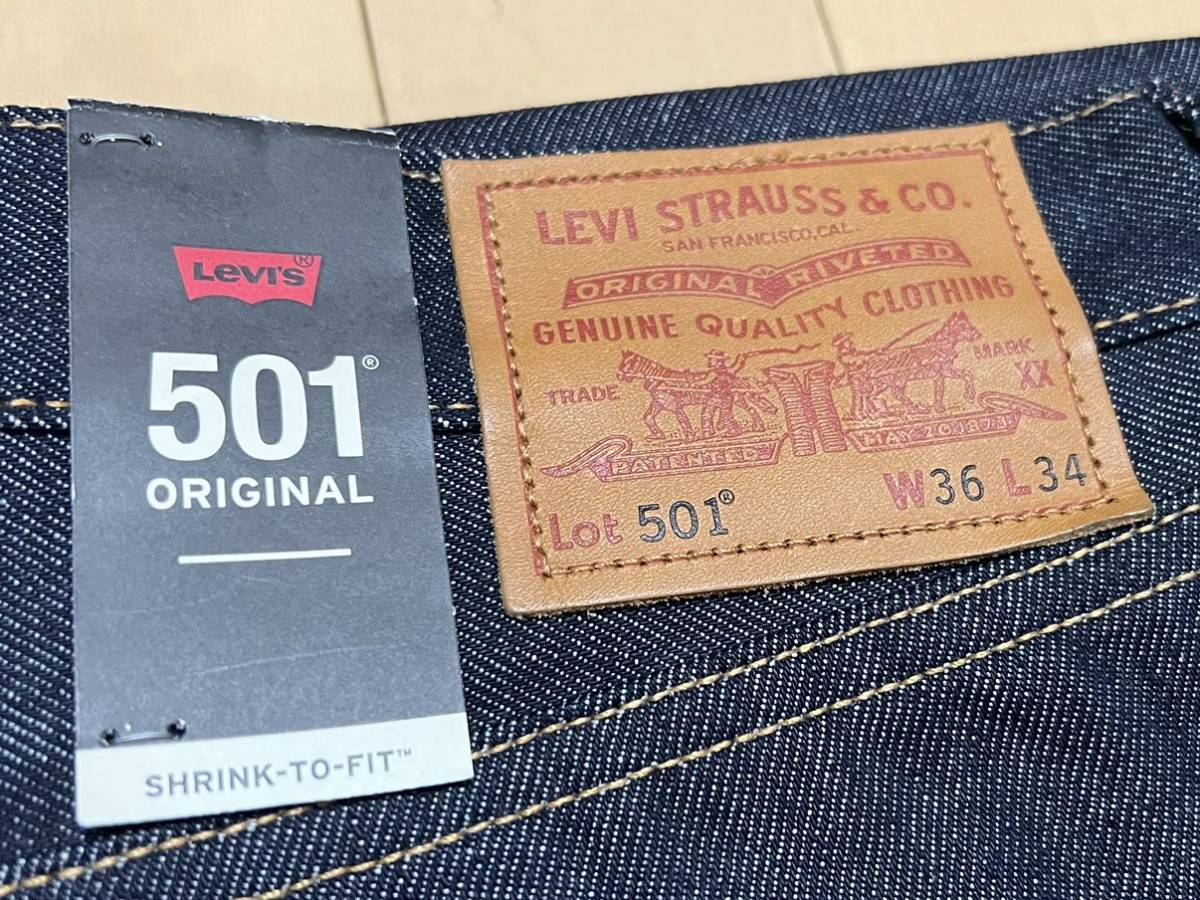 Levi's®
501®
ORIGINAL
SHRINK-TO-FIT™
LEVI STRAUSS & CO.
SAN FRANCISCO, CAL.
ORIGINAL RIVETED
GENUINE QUALITY CLOTHING
TRADE MARK
XX
PATENTED MAY 20 1873
Lot 501® W36 L34